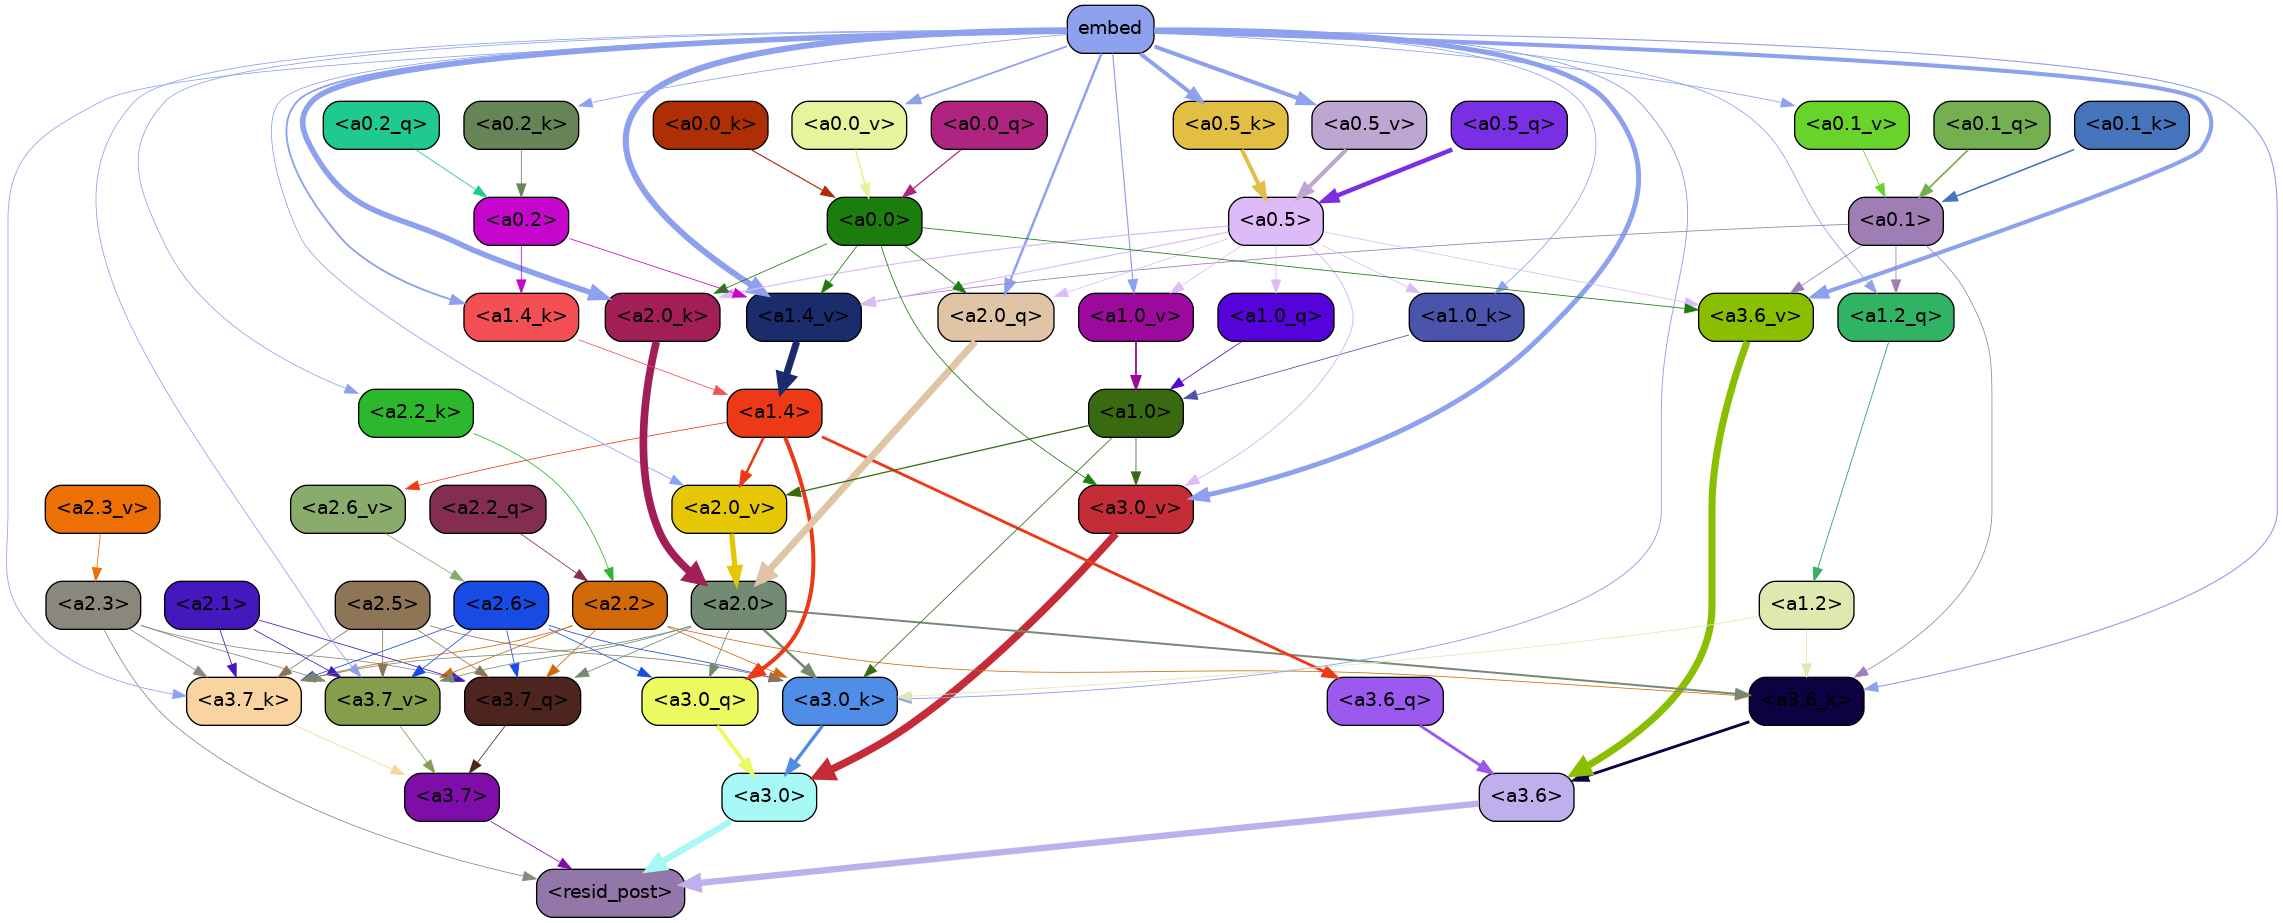 embed
<a0.2_q> <a0.2_k> <a0.0_k> <a0.0_v> <a0.0_q> <a0.5_k> <a0.5_v> <a0.5_q> <a0.1_v> <a0.1_q> <a0.1_k>
<a0.2> <a0.0> <a0.5> <a0.1>
<a1.4_k> <a2.0_k> <a1.4_v> <a2.0_q> <a1.0_v> <a1.0_q> <a1.0_k> <a3.6_v> <a1.2_q>
<a2.2_k> <a1.4> <a1.0>
<a2.3_v> <a2.6_v> <a2.2_q> <a2.0_v> <a3.0_v>
<a2.3> <a2.1> <a2.5> <a2.6> <a2.2> <a2.0> <a1.2>
<a3.7_k> <a3.7_v> <a3.7_q> <a3.0_q> <a3.0_k> <a3.6_q> <a3.6_k>
<a3.7> <a3.0> <a3.6>
<resid_post>